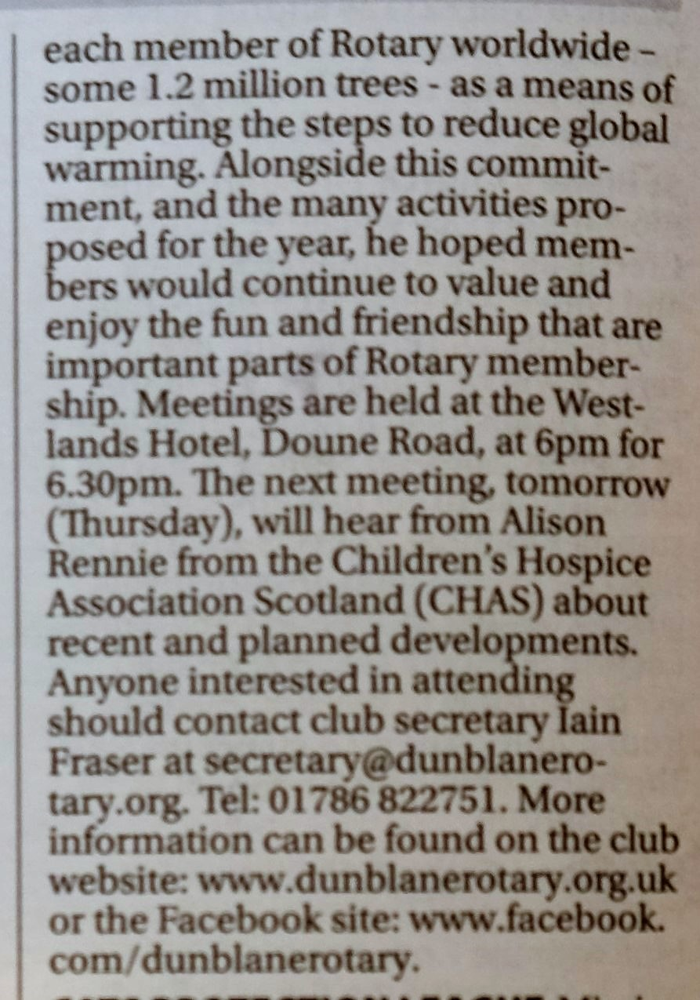 each member of Rotary worldwide –
some 1.2 million trees - as a means of
supporting the steps to reduce global
warming. Alongside this commit-
ment, and the many activities pro-
posed for the year, he hoped mem-
bers would continue to value and
enjoy the fun and friendship that are
important parts of Rotary member-
ship. Meetings are held at the West-
lands Hotel, Doune Road, at 6pm for
6.30pm. The next meeting, tomorrow
(Thursday), will hear from Alison
Rennie from the Children's Hospice
Association Scotland (CHAS) about
recent and planned developments.
Anyone interested in attending
should contact club secretary Iain
Fraser at secretary@dunblanero-
tary.org. Tel: 01786 822751. More
information can be found on the club
website: www.dunblanerotary.org.uk
or the Facebook site: www.facebook.
com/dunblanerotary.